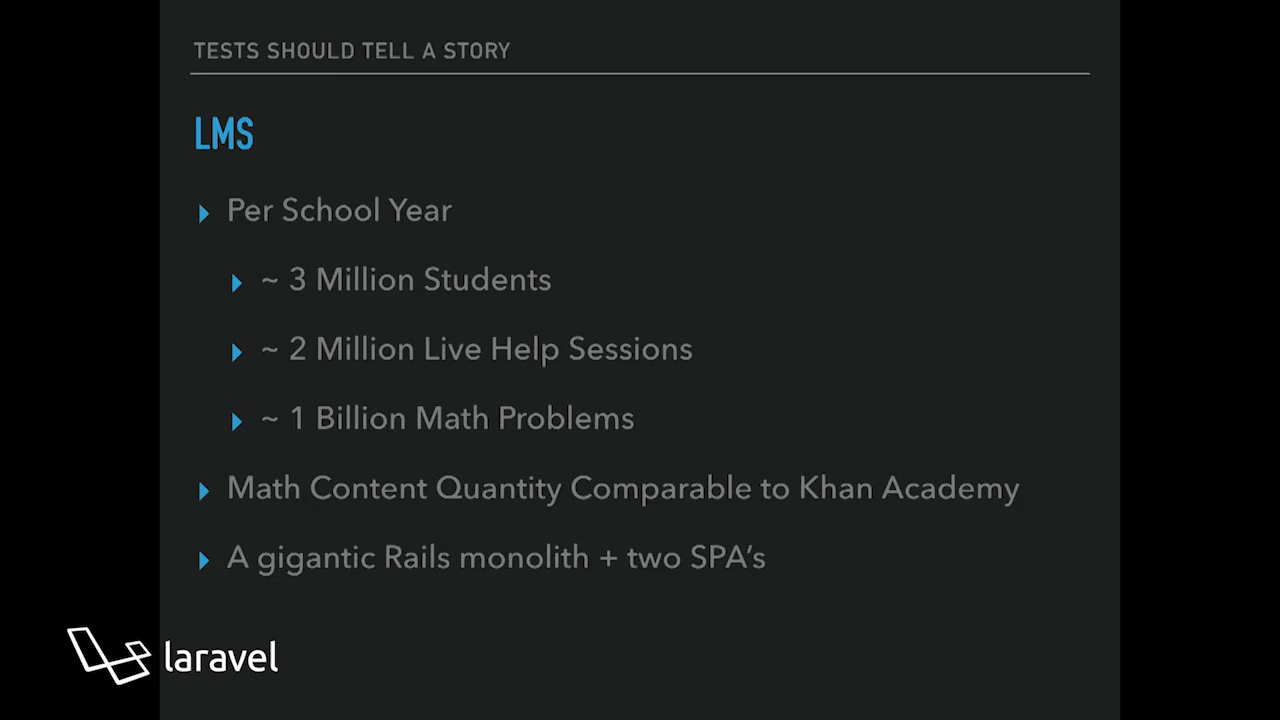 TESTS SHOULD TELL A STORY
LMS
Per School Year
~ 3 Million Students
~ 2 Million Live Help Sessions
~ 1 Billion Math Problems
Math Content Quantity Comparable to Khan Academy
A gigantic Rails monolith + two SPA’s
laravel